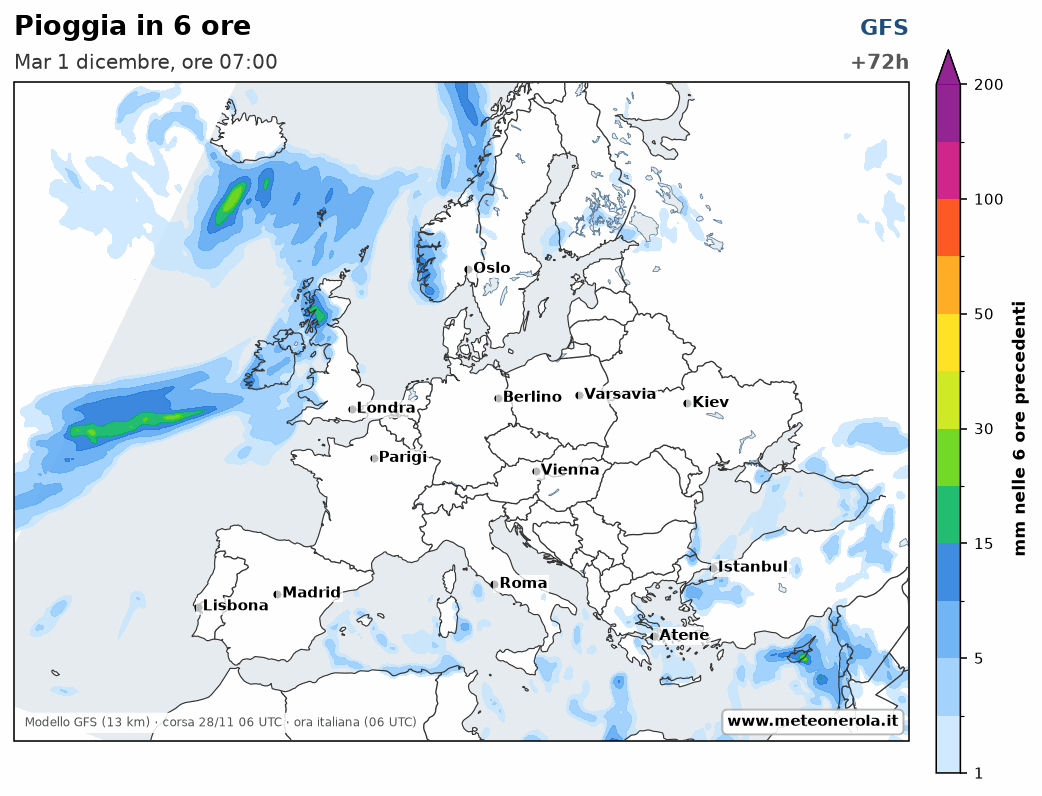 Pioggia in 6 ore
GFS
Mar 1 dicembre, ore 07:00
+72h
200
100
50
30
15
5
1
mm nelle 6 ore precedenti
Oslo
Berlino
Varsavia
Kiev
Londra
Parigi
Vienna
Istanbul
Roma
Madrid
Lisbona
Atene
Modello GFS (13 km) · corsa 28/11 06 UTC · ora italiana (06 UTC)
www.meteonerola.it